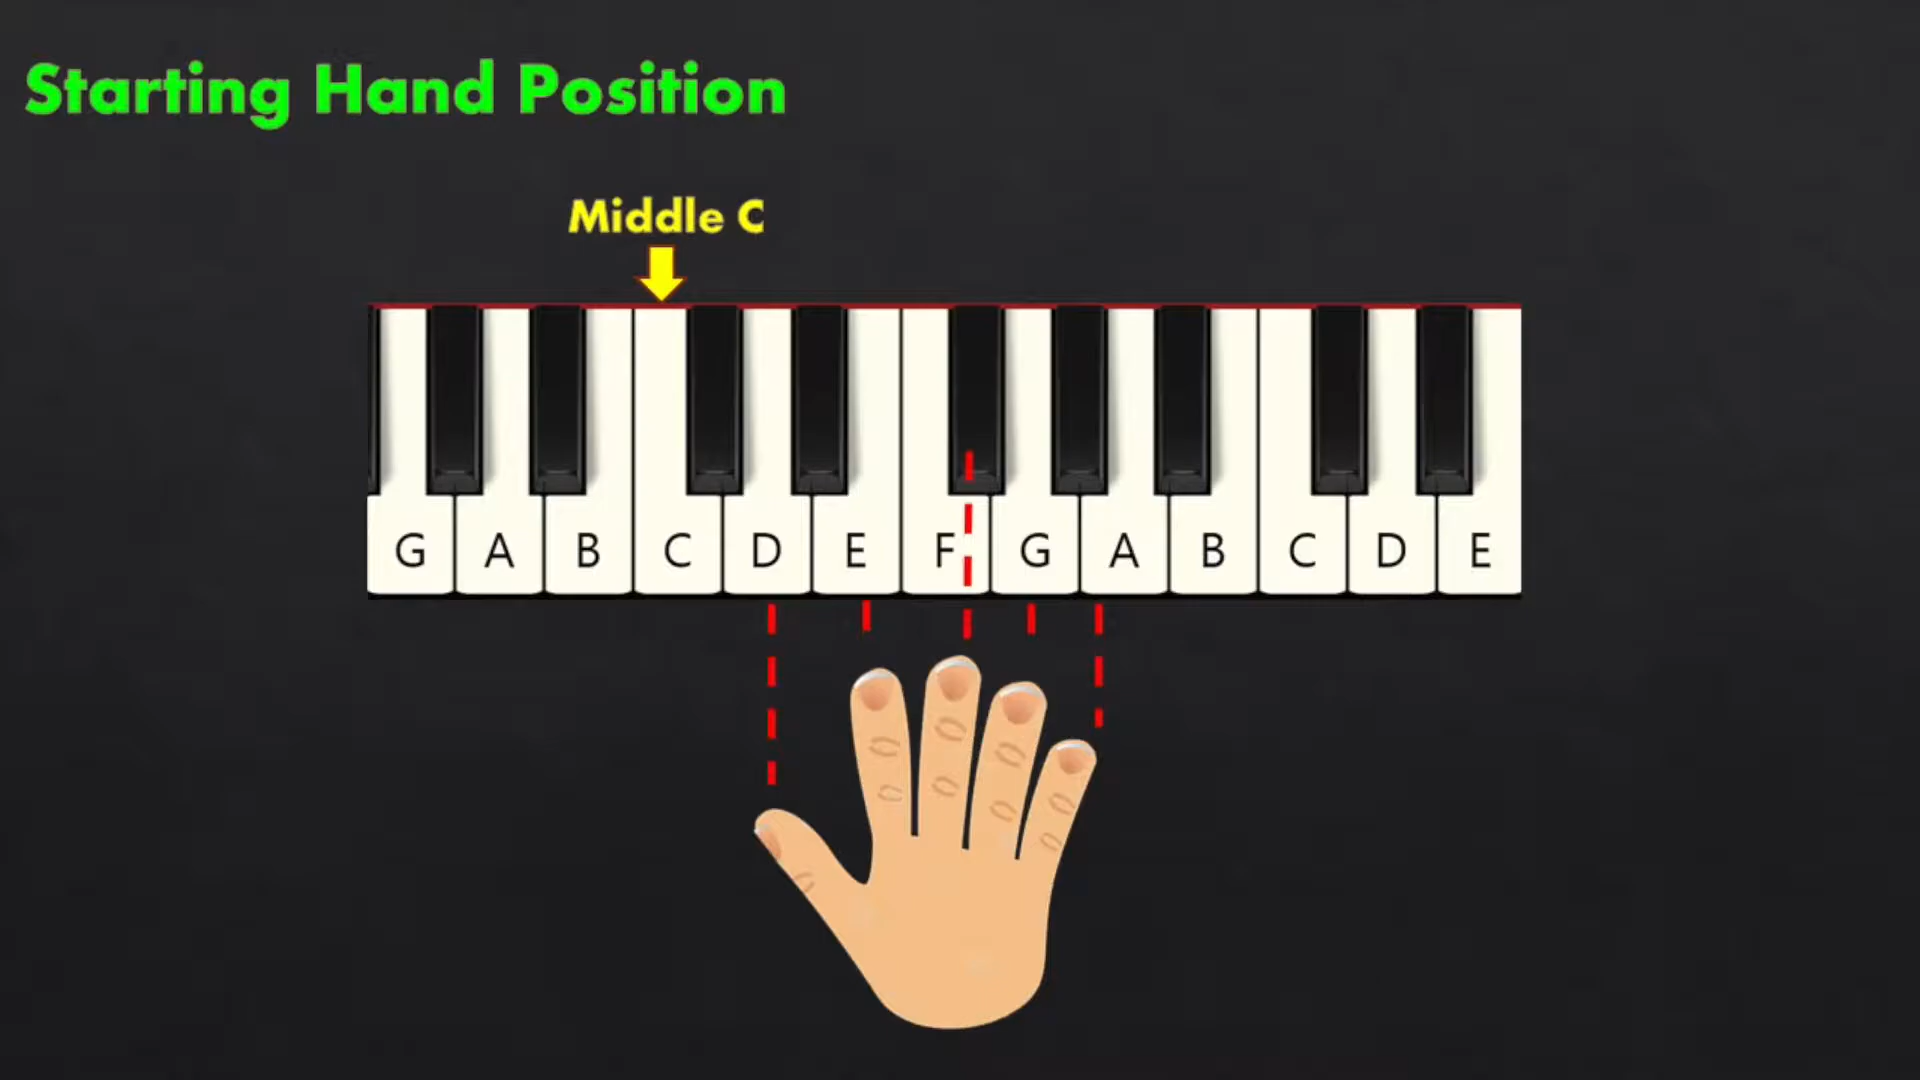 Starting Hand Position
Middle C
G A B C D E F G A B C D E